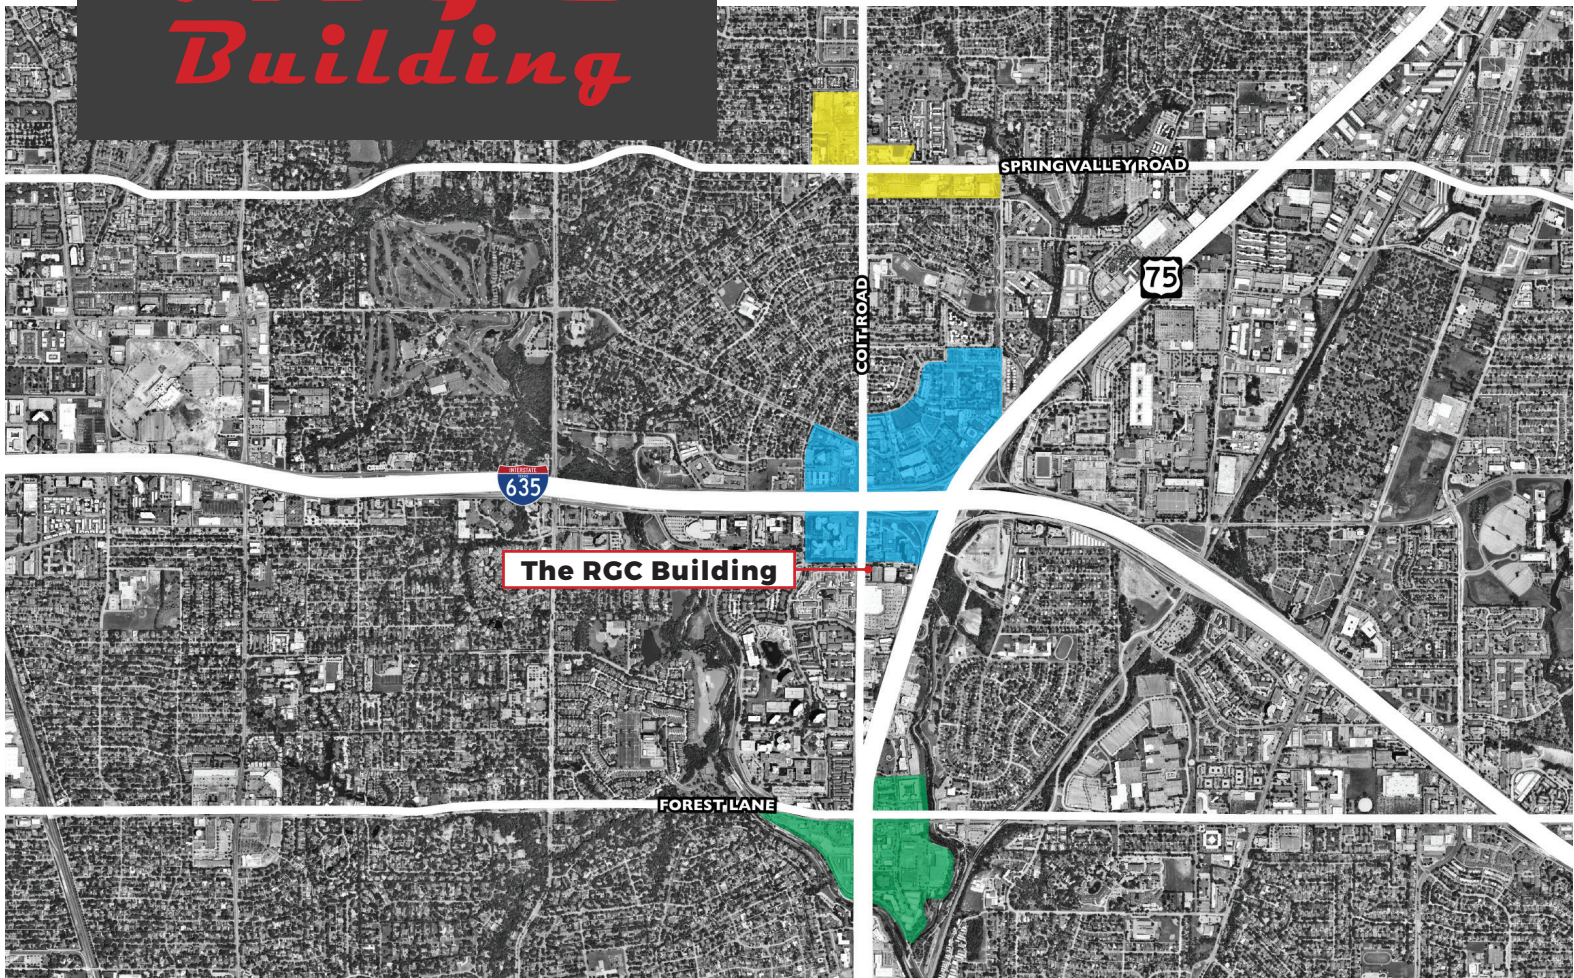 Building
SPRING VALLEY ROAD
75
COIT ROAD
INTERSTATE
635
The RGC Building
FOREST LANE